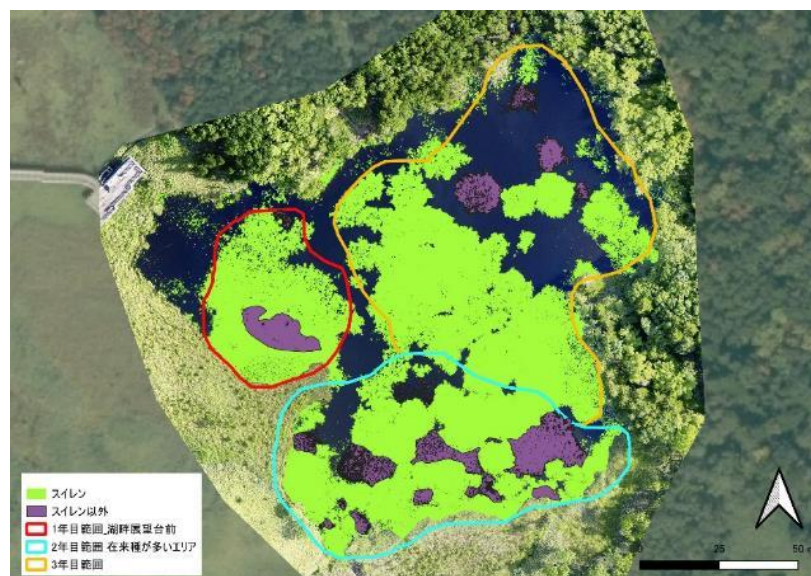 スイレン
スイレン以外
1年目範囲_湖畔展望台前
2年目範囲_在来種が多いエリア
3年目範囲
0 25 50 m